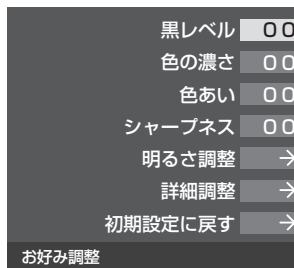 黒レベル ００
色の濃さ ００
色あい ００
シャープネス ００
明るさ調整 →
詳細調整 →
初期設定に戻す →
お好み調整